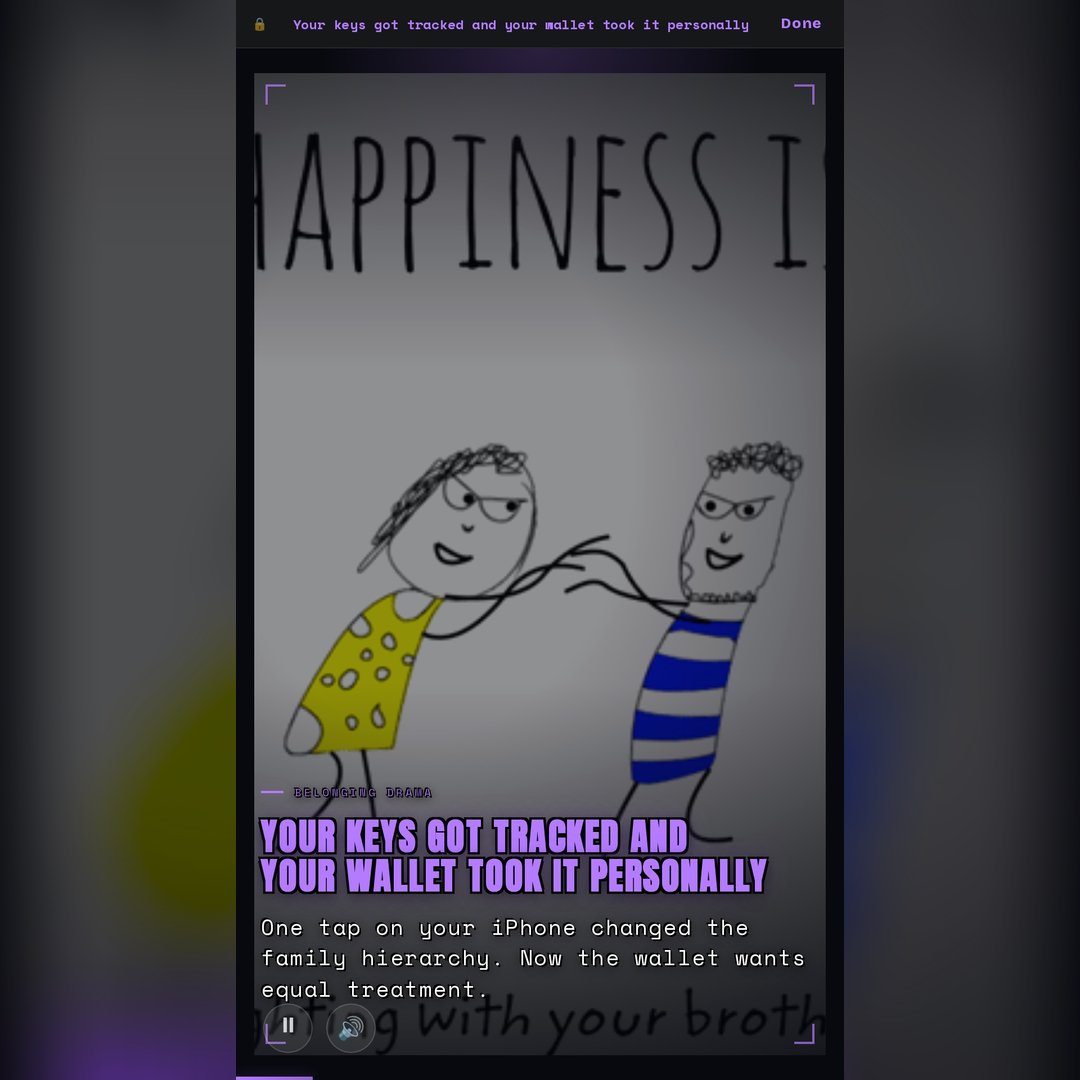 Your keys got tracked and your wallet took it personally
Done
HAPPINESS IS
BELONGING DRAMA
YOUR KEYS GOT TRACKED AND
YOUR WALLET TOOK IT PERSONALLY
One tap on your iPhone changed the
family hierarchy. Now the wallet wants
equal treatment.
with your broth